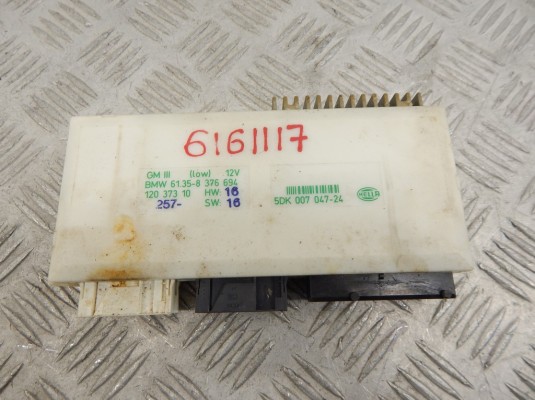 6161117
GM III (low) 12V
BMW 61.35-8 376 694
120 373 10 HW: 16
257- SW: 16
5DK 007 047-24
HELLA